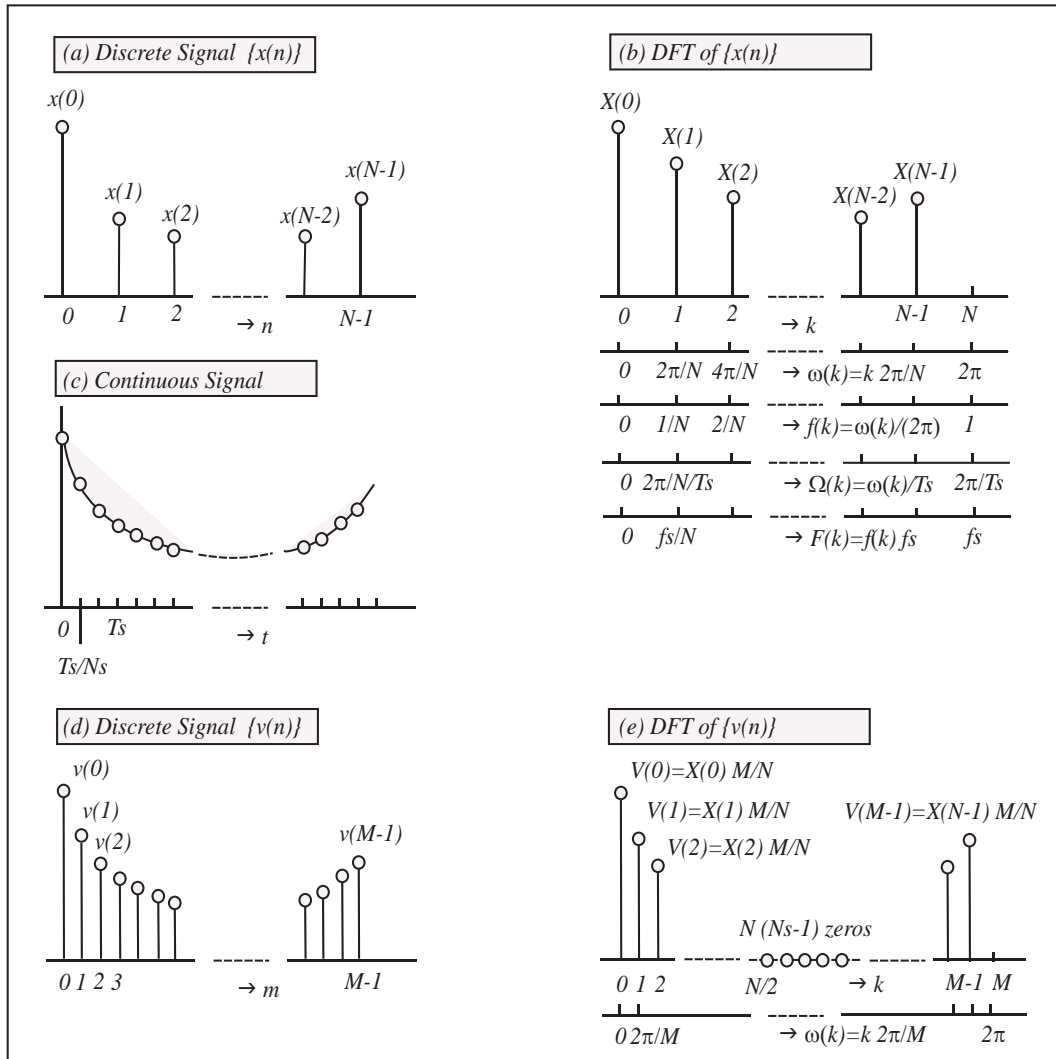 (a) Discrete Signal {x(n)}
x(0)
x(1)
x(2)
x(N-2)
x(N-1)
0 1 2 → n N-1
(b) DFT of {x(n)}
X(0)
X(1)
X(2)
X(N-2)
X(N-1)
0 1 2 → k N-1 N
0 2π/N 4π/N → ω(k)=k 2π/N 2π
0 1/N 2/N → f(k)=ω(k)/(2π) 1
0 2π/N/Ts → Ω(k)=ω(k)/Ts 2π/Ts
0 fs/N → F(k)=f(k) fs fs
(c) Continuous Signal
0 Ts → t
Ts/Ns
(d) Discrete Signal {v(n)}
v(0)
v(1)
v(2)
v(M-1)
0 1 2 3 → m M-1
(e) DFT of {v(n)}
V(0)=X(0) M/N
V(1)=X(1) M/N
V(2)=X(2) M/N
V(M-1)=X(N-1) M/N
N (Ns-1) zeros
0 1 2 N/2 → k M-1 M
0 2π/M → ω(k)=k 2π/M 2π